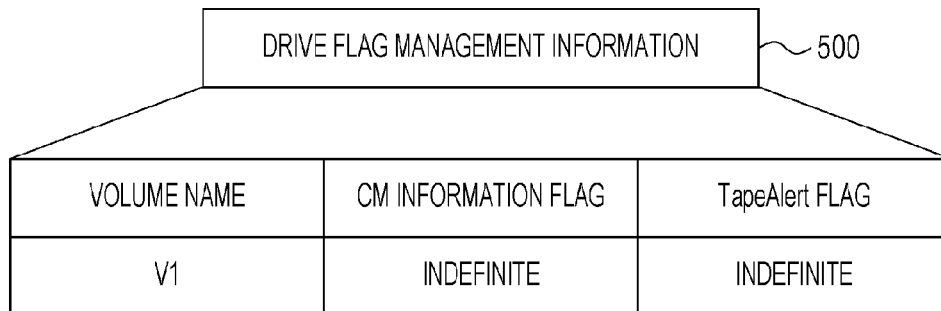 DRIVE FLAG MANAGEMENT INFORMATION
500
VOLUME NAME CM INFORMATION FLAG TapeAlert FLAG
V1 INDEFINITE INDEFINITE